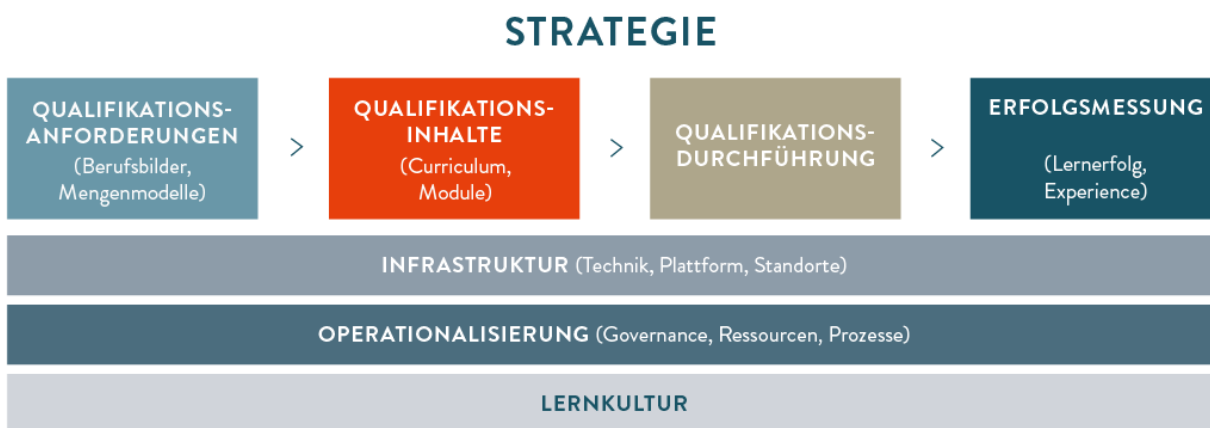 STRATEGIE
QUALIFIKATIONS-
ANFORDERUNGEN
(Berufsbilder,
Mengenmodelle)
>
QUALIFIKATIONS-
INHALTE
(Curriculum,
Module)
>
QUALIFIKATIONS-
DURCHFÜHRUNG
>
ERFOLGSMESSUNG
(Lernerfolg,
Experience)
INFRASTRUKTUR (Technik, Plattform, Standorte)
OPERATIONALISIERUNG (Governance, Ressourcen, Prozesse)
LERNKULTUR